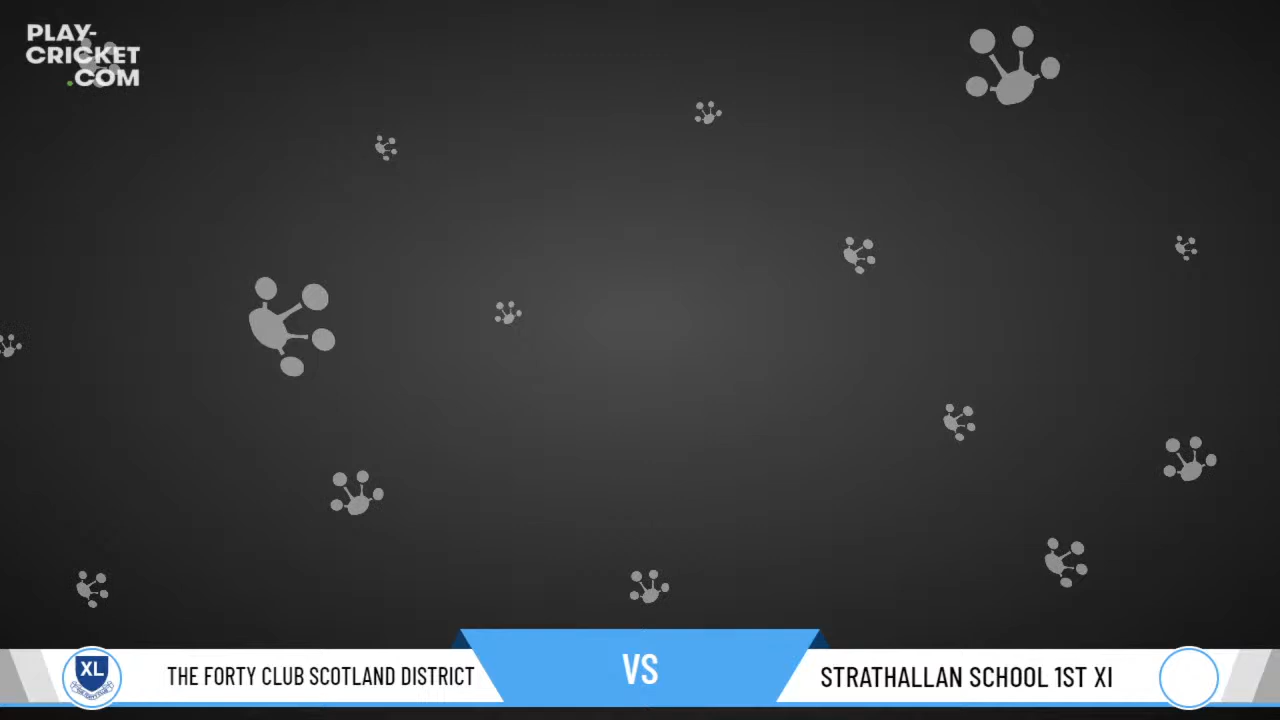 PLAY-
CRICKET
.COM
XL
THE FORTY CLUB SCOTLAND DISTRICT
VS
STRATHALLAN SCHOOL 1ST XI